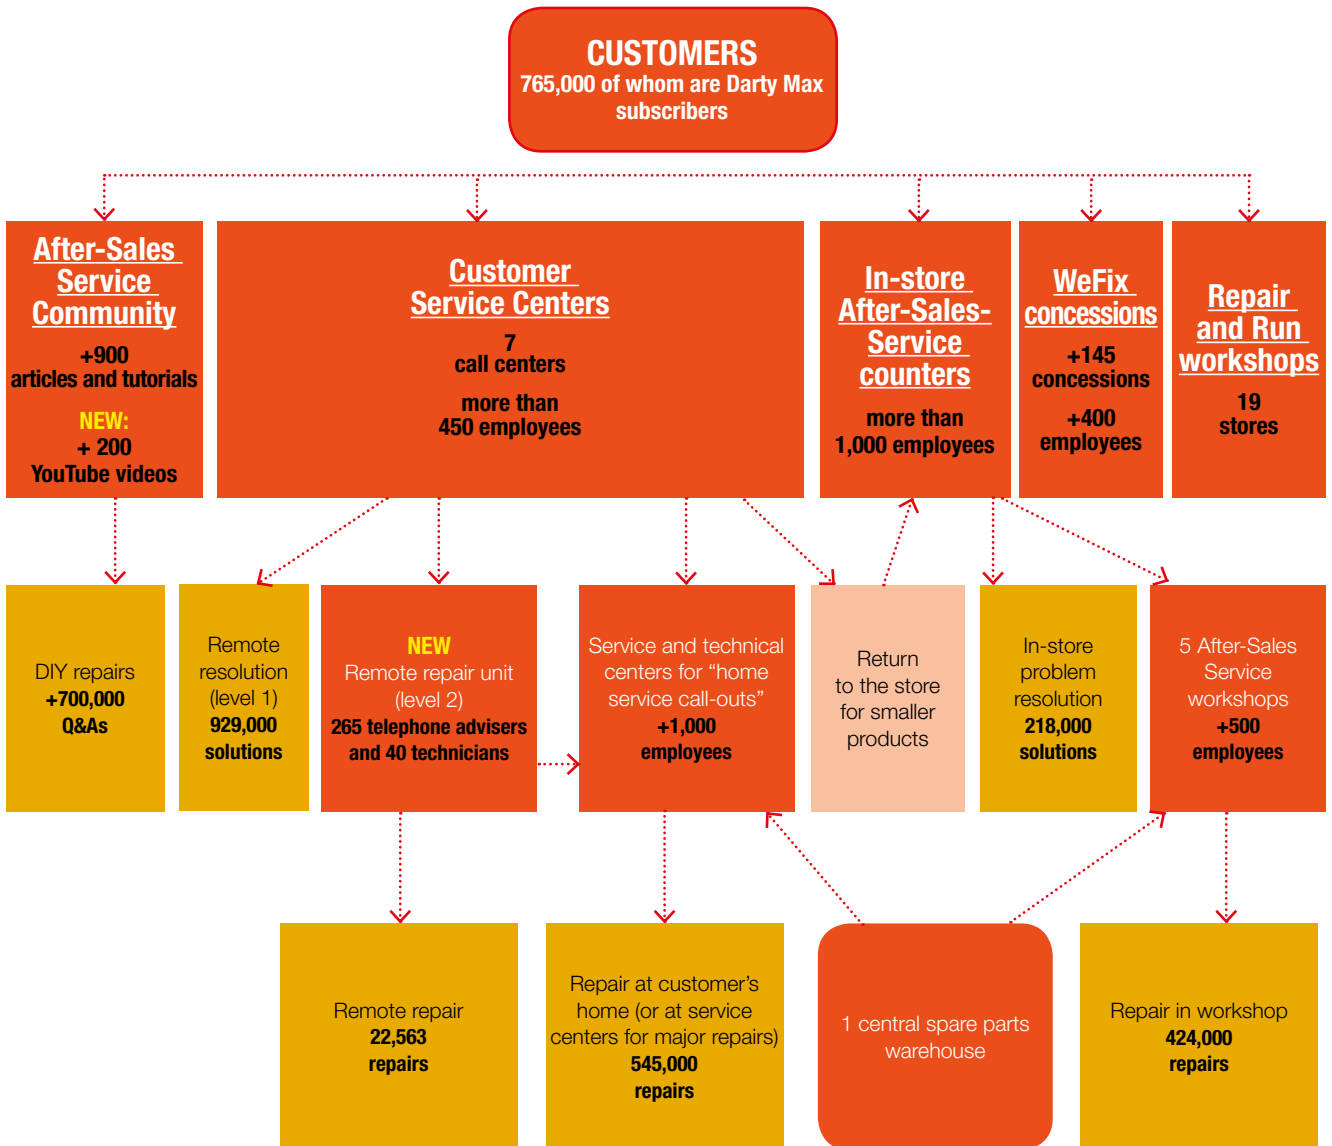 CUSTOMERS
765,000 of whom are Darty Max
subscribers
After-Sales
Service
Community
+900
articles and tutorials
NEW:
+ 200
YouTube videos
Customer
Service Centers
7
call centers
more than
450 employees
In-store
After-Sales-
Service
counters
more than
1,000 employees
WeFix
concessions
+145
concessions
+400
employees
Repair
and Run
workshops
19
stores
DIY repairs
+700,000
Q&As
Remote
resolution
(level 1)
929,000
solutions
NEW
Remote repair unit
(level 2)
265 telephone advisers
and 40 technicians
Service and technical
centers for “home
service call-outs”
+1,000
employees
Return
to the store
for smaller
products
In-store
problem
resolution
218,000
solutions
5 After-Sales
Service
workshops
+500
employees
Remote repair
22,563
repairs
Repair at customer’s
home (or at service
centers for major repairs)
545,000
repairs
1 central spare parts
warehouse
Repair in workshop
424,000
repairs